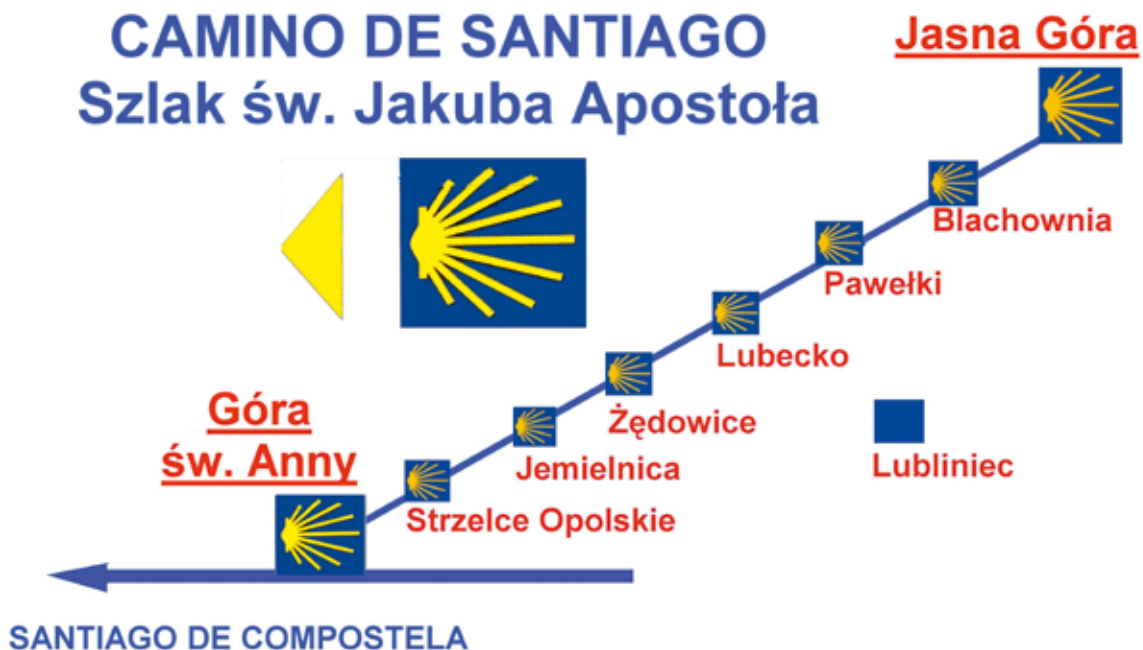 CAMINO DE SANTIAGO
Szlak św. Jakuba Apostoła
Jasna Góra
Blachownia
Pawełki
Lubecko
Żędowice
Jemielnica
Strzelce Opolskie
Lubliniec
Góra
św. Anny
SANTIAGO DE COMPOSTELA